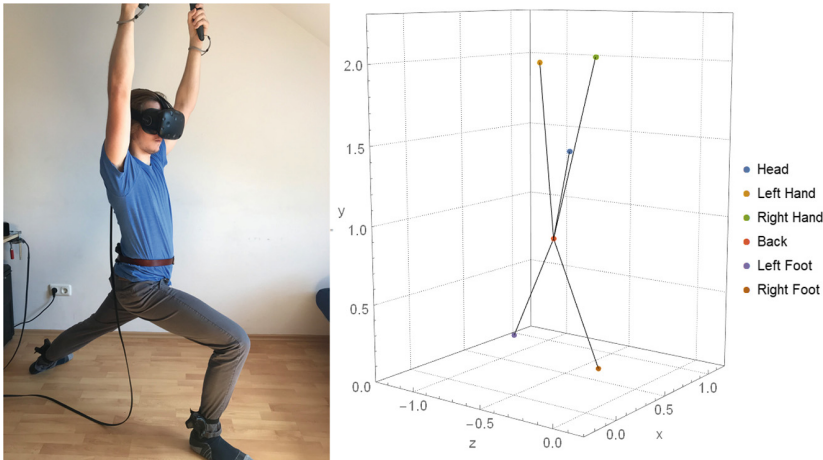 2.0
1.5
y
1.0
0.5
0.0
−1.0
−0.5
0.0
z
0.0
0.5
1.0
x
Head
Left Hand
Right Hand
Back
Left Foot
Right Foot